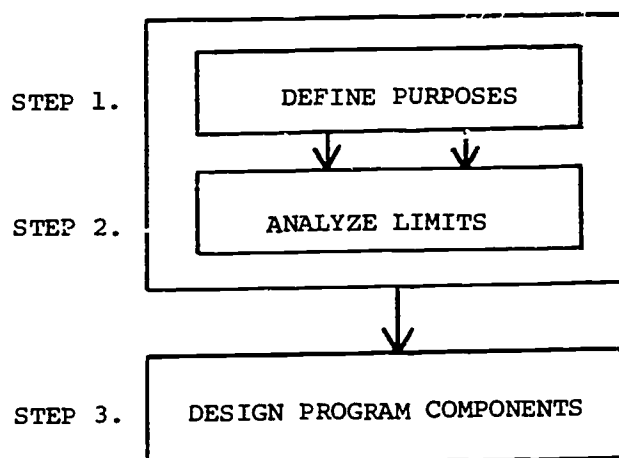 STEP 1.
DEFINE PURPOSES
STEP 2.
ANALYZE LIMITS
STEP 3.
DESIGN PROGRAM COMPONENTS